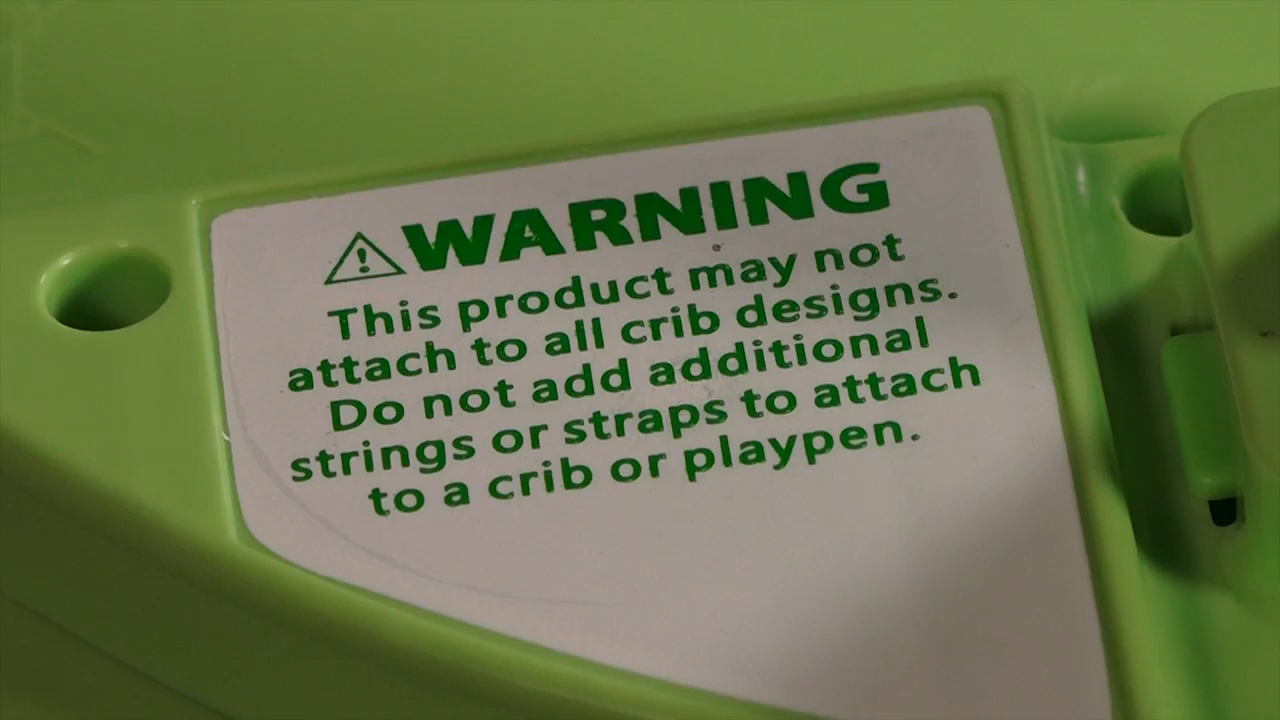 WARNING
This product may not
attach to all crib designs.
Do not add additional
strings or straps to attach
to a crib or playpen.